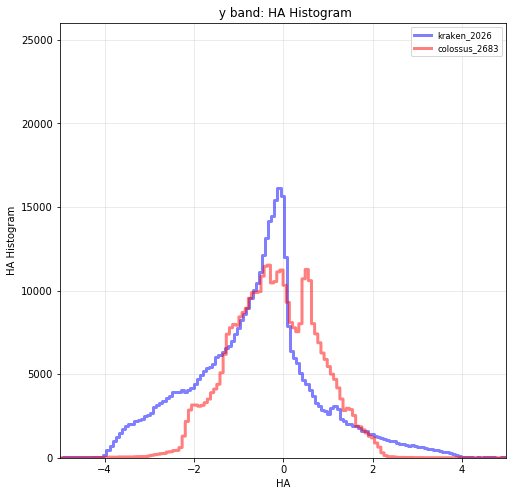 y band: HA Histogram
kraken_2026
colossus_2683
HA Histogram
25000
20000
15000
10000
5000
0
−4
−2
0
2
4
HA